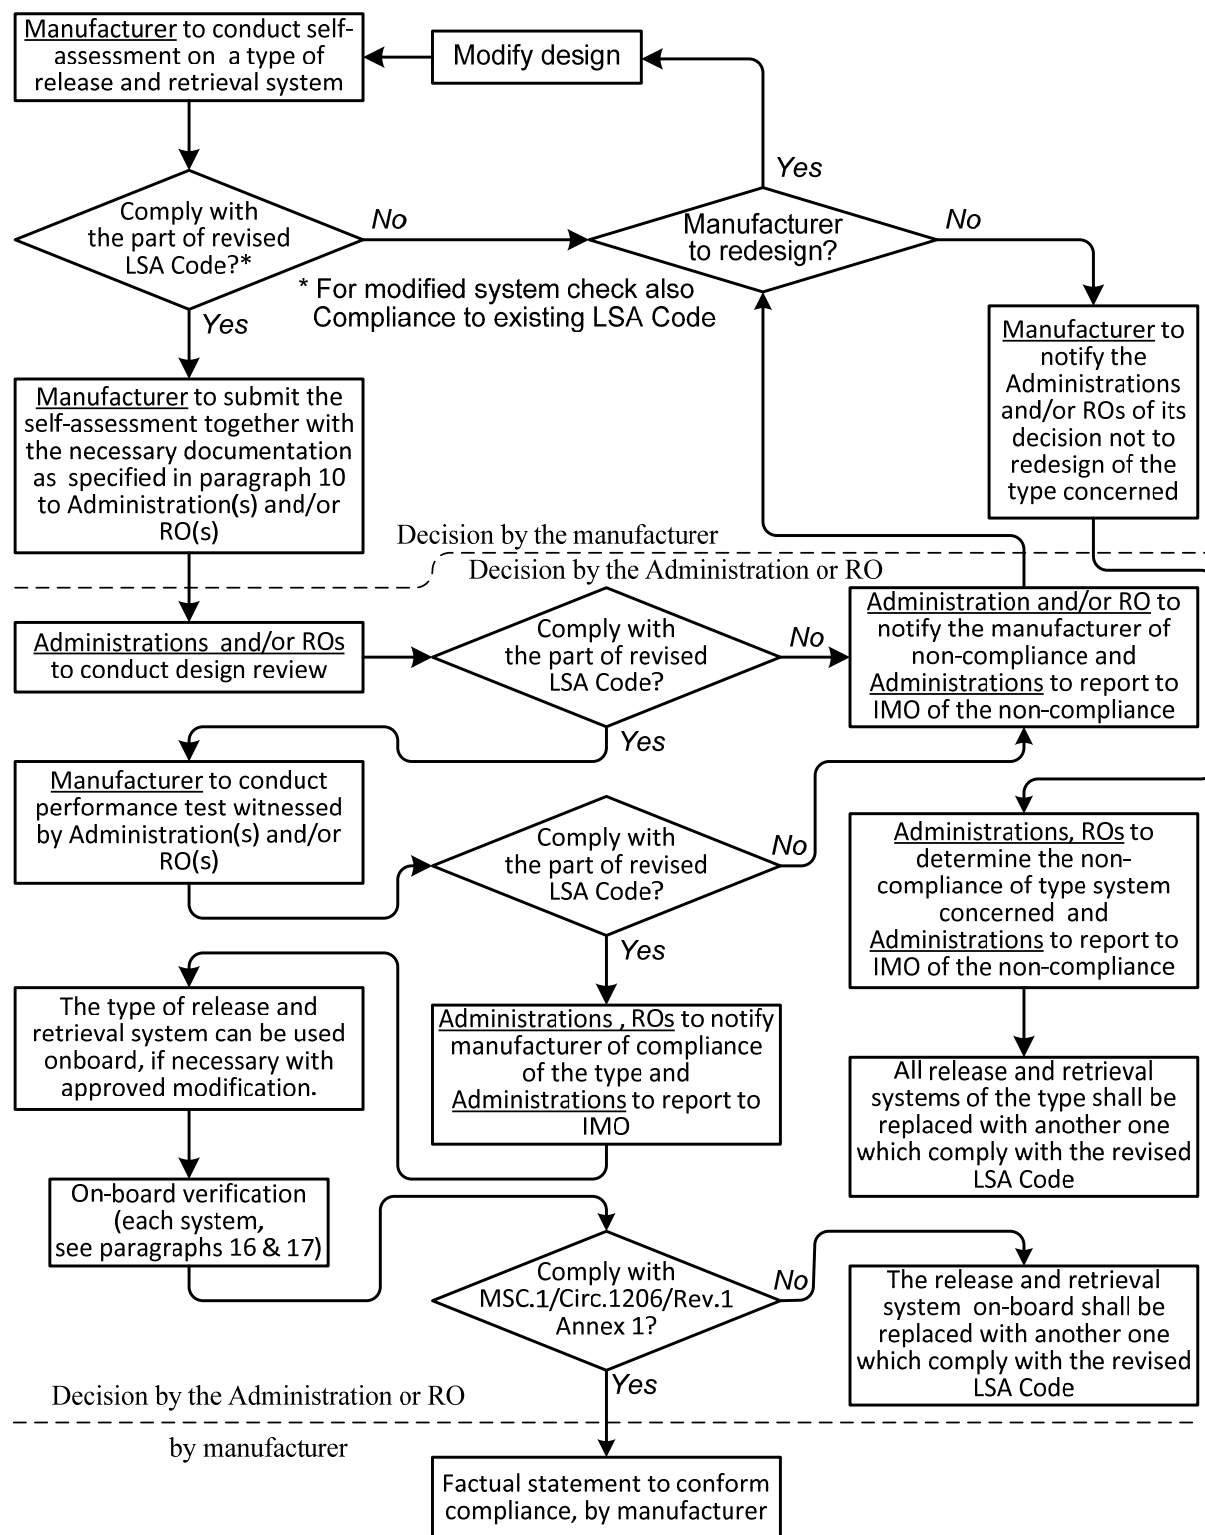 Manufacturer to conduct self-
assessment on a type of
release and retrieval system
Modify design
Yes
Comply with
the part of revised
LSA Code?*
No
Manufacturer
to redesign?
No
* For modified system check also
Compliance to existing LSA Code
Yes
Manufacturer to
notify the
Administrations
and/or ROs of its
decision not to
redesign of the
type concerned
Manufacturer to submit the
self-assessment together with
the necessary documentation
as specified in paragraph 10
to Administration(s) and/or
RO(s)
Decision by the manufacturer
Decision by the Administration or RO
Administrations and/or ROs
to conduct design review
Comply with
the part of revised
LSA Code?
No
Administration and/or RO to
notify the manufacturer of
non-compliance and
Administrations to report to
IMO of the non-compliance
Yes
Manufacturer to conduct
performance test witnessed
by Administration(s) and/or
RO(s)
Comply with
the part of revised
LSA Code?
No
Administrations, ROs to
determine the non-
compliance of type system
concerned and
Administrations to report to
IMO of the non-compliance
Yes
The type of release and
retrieval system can be used
onboard, if necessary with
approved modification.
Administrations , ROs to notify
manufacturer of compliance
of the type and
Administrations to report to
IMO
All release and retrieval
systems of the type shall be
replaced with another one
which comply with the revised
LSA Code
On-board verification
(each system,
see paragraphs 16 & 17)
Comply with
MSC.1/Circ.1206/Rev.1
Annex 1?
No
The release and retrieval
system on-board shall be
replaced with another one
which comply with the revised
LSA Code
Yes
Decision by the Administration or RO
by manufacturer
Factual statement to conform
compliance, by manufacturer